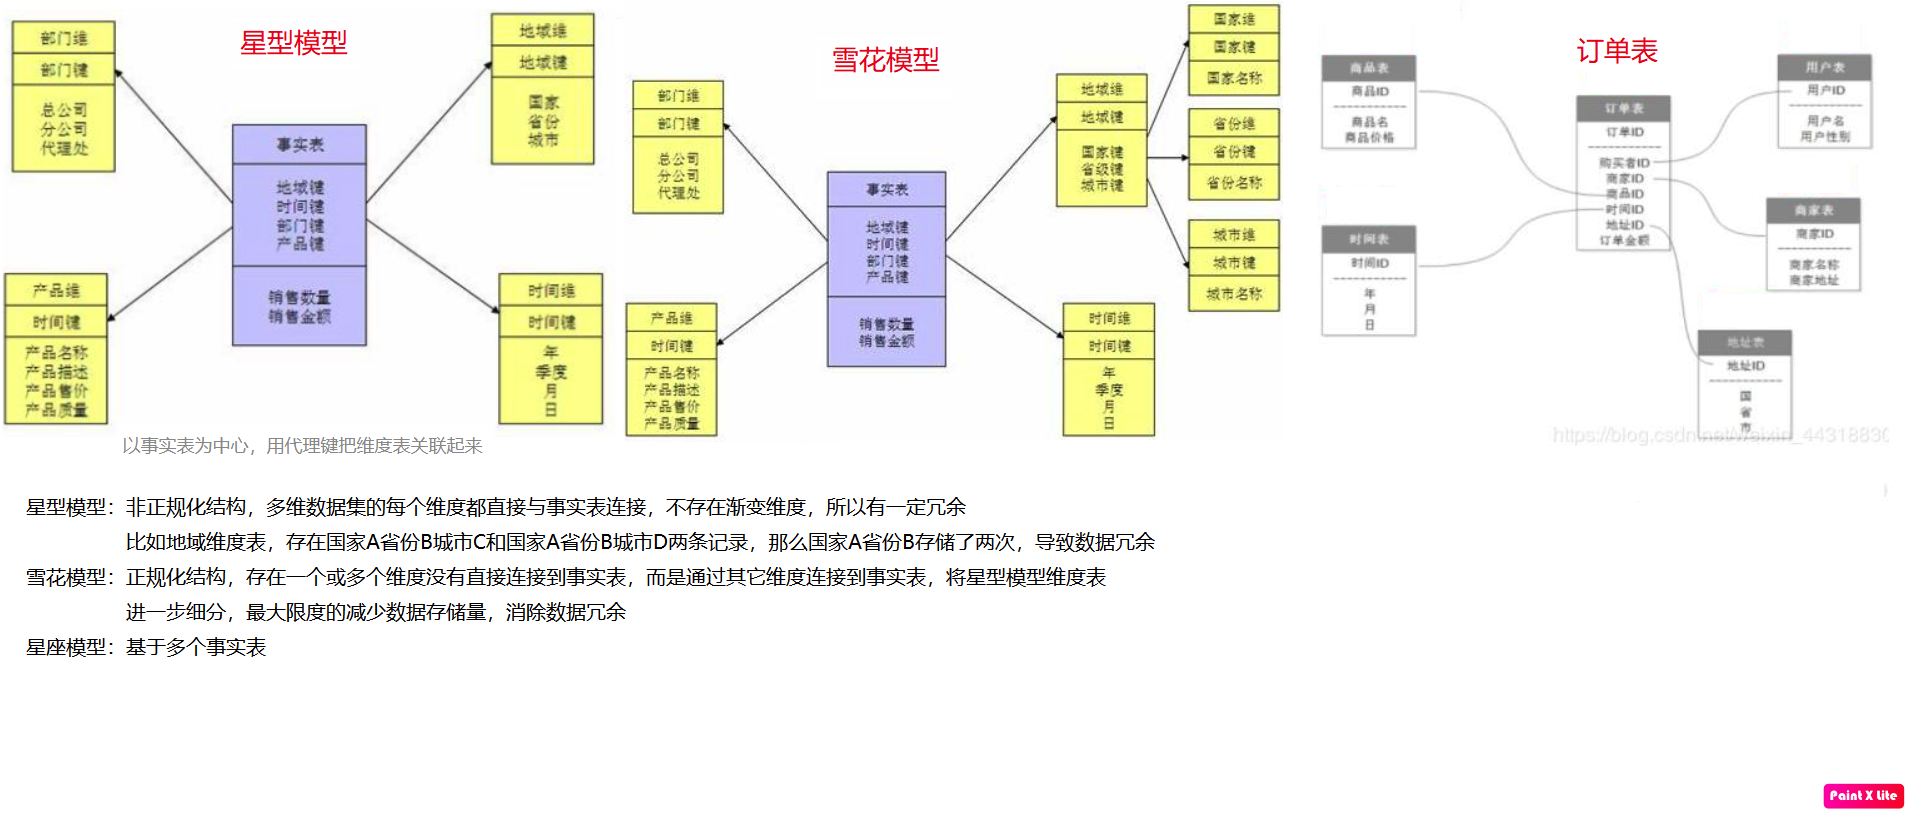 星型模型
部门维
部门键
总公司
分公司
代理处
地域维
地域键
国家
省份
城市
事实表
地域键
时间键
部门键
产品键
销售数量
销售金额
产品维
时间键
产品名称
产品描述
产品售价
产品质量
时间维
时间键
年
季度
月
日
以事实表为中心，用代理键把维度表关联起来
雪花模型
部门维
部门键
总公司
分公司
代理处
地域维
地域键
国家键
省级键
城市键
国家维
国家键
国家名称
省份维
省份键
省份名称
城市维
城市键
城市名称
事实表
地域键
时间键
部门键
产品键
销售数量
销售金额
产品维
时间键
产品名称
产品描述
产品售价
产品质量
时间维
时间键
年
季度
月
日
订单表
商品表
商品ID
商品名
商品价格
用户表
用户ID
用户名
用户性别
订单表
订单ID
购买者ID
商家ID
商品ID
时间ID
地址ID
订单金额
商家表
商家ID
商家名称
商家地址
时间表
时间ID
年
月
日
地址表
地址ID
国
省
市
https://blog.csdn.net/weixin_44318830
星型模型：非正规化结构，多维数据集的每个维度都直接与事实表连接，不存在渐变维度，所以有一定冗余
比如地域维度表，存在国家A省份B城市C和国家A省份B城市D两条记录，那么国家A省份B存储了两次，导致数据冗余
雪花模型：正规化结构，存在一个或多个维度没有直接连接到事实表，而是通过其它维度连接到事实表，将星型模型维度表
进一步细分，最大限度的减少数据存储量，消除数据冗余
星座模型：基于多个事实表
Paint X Lite